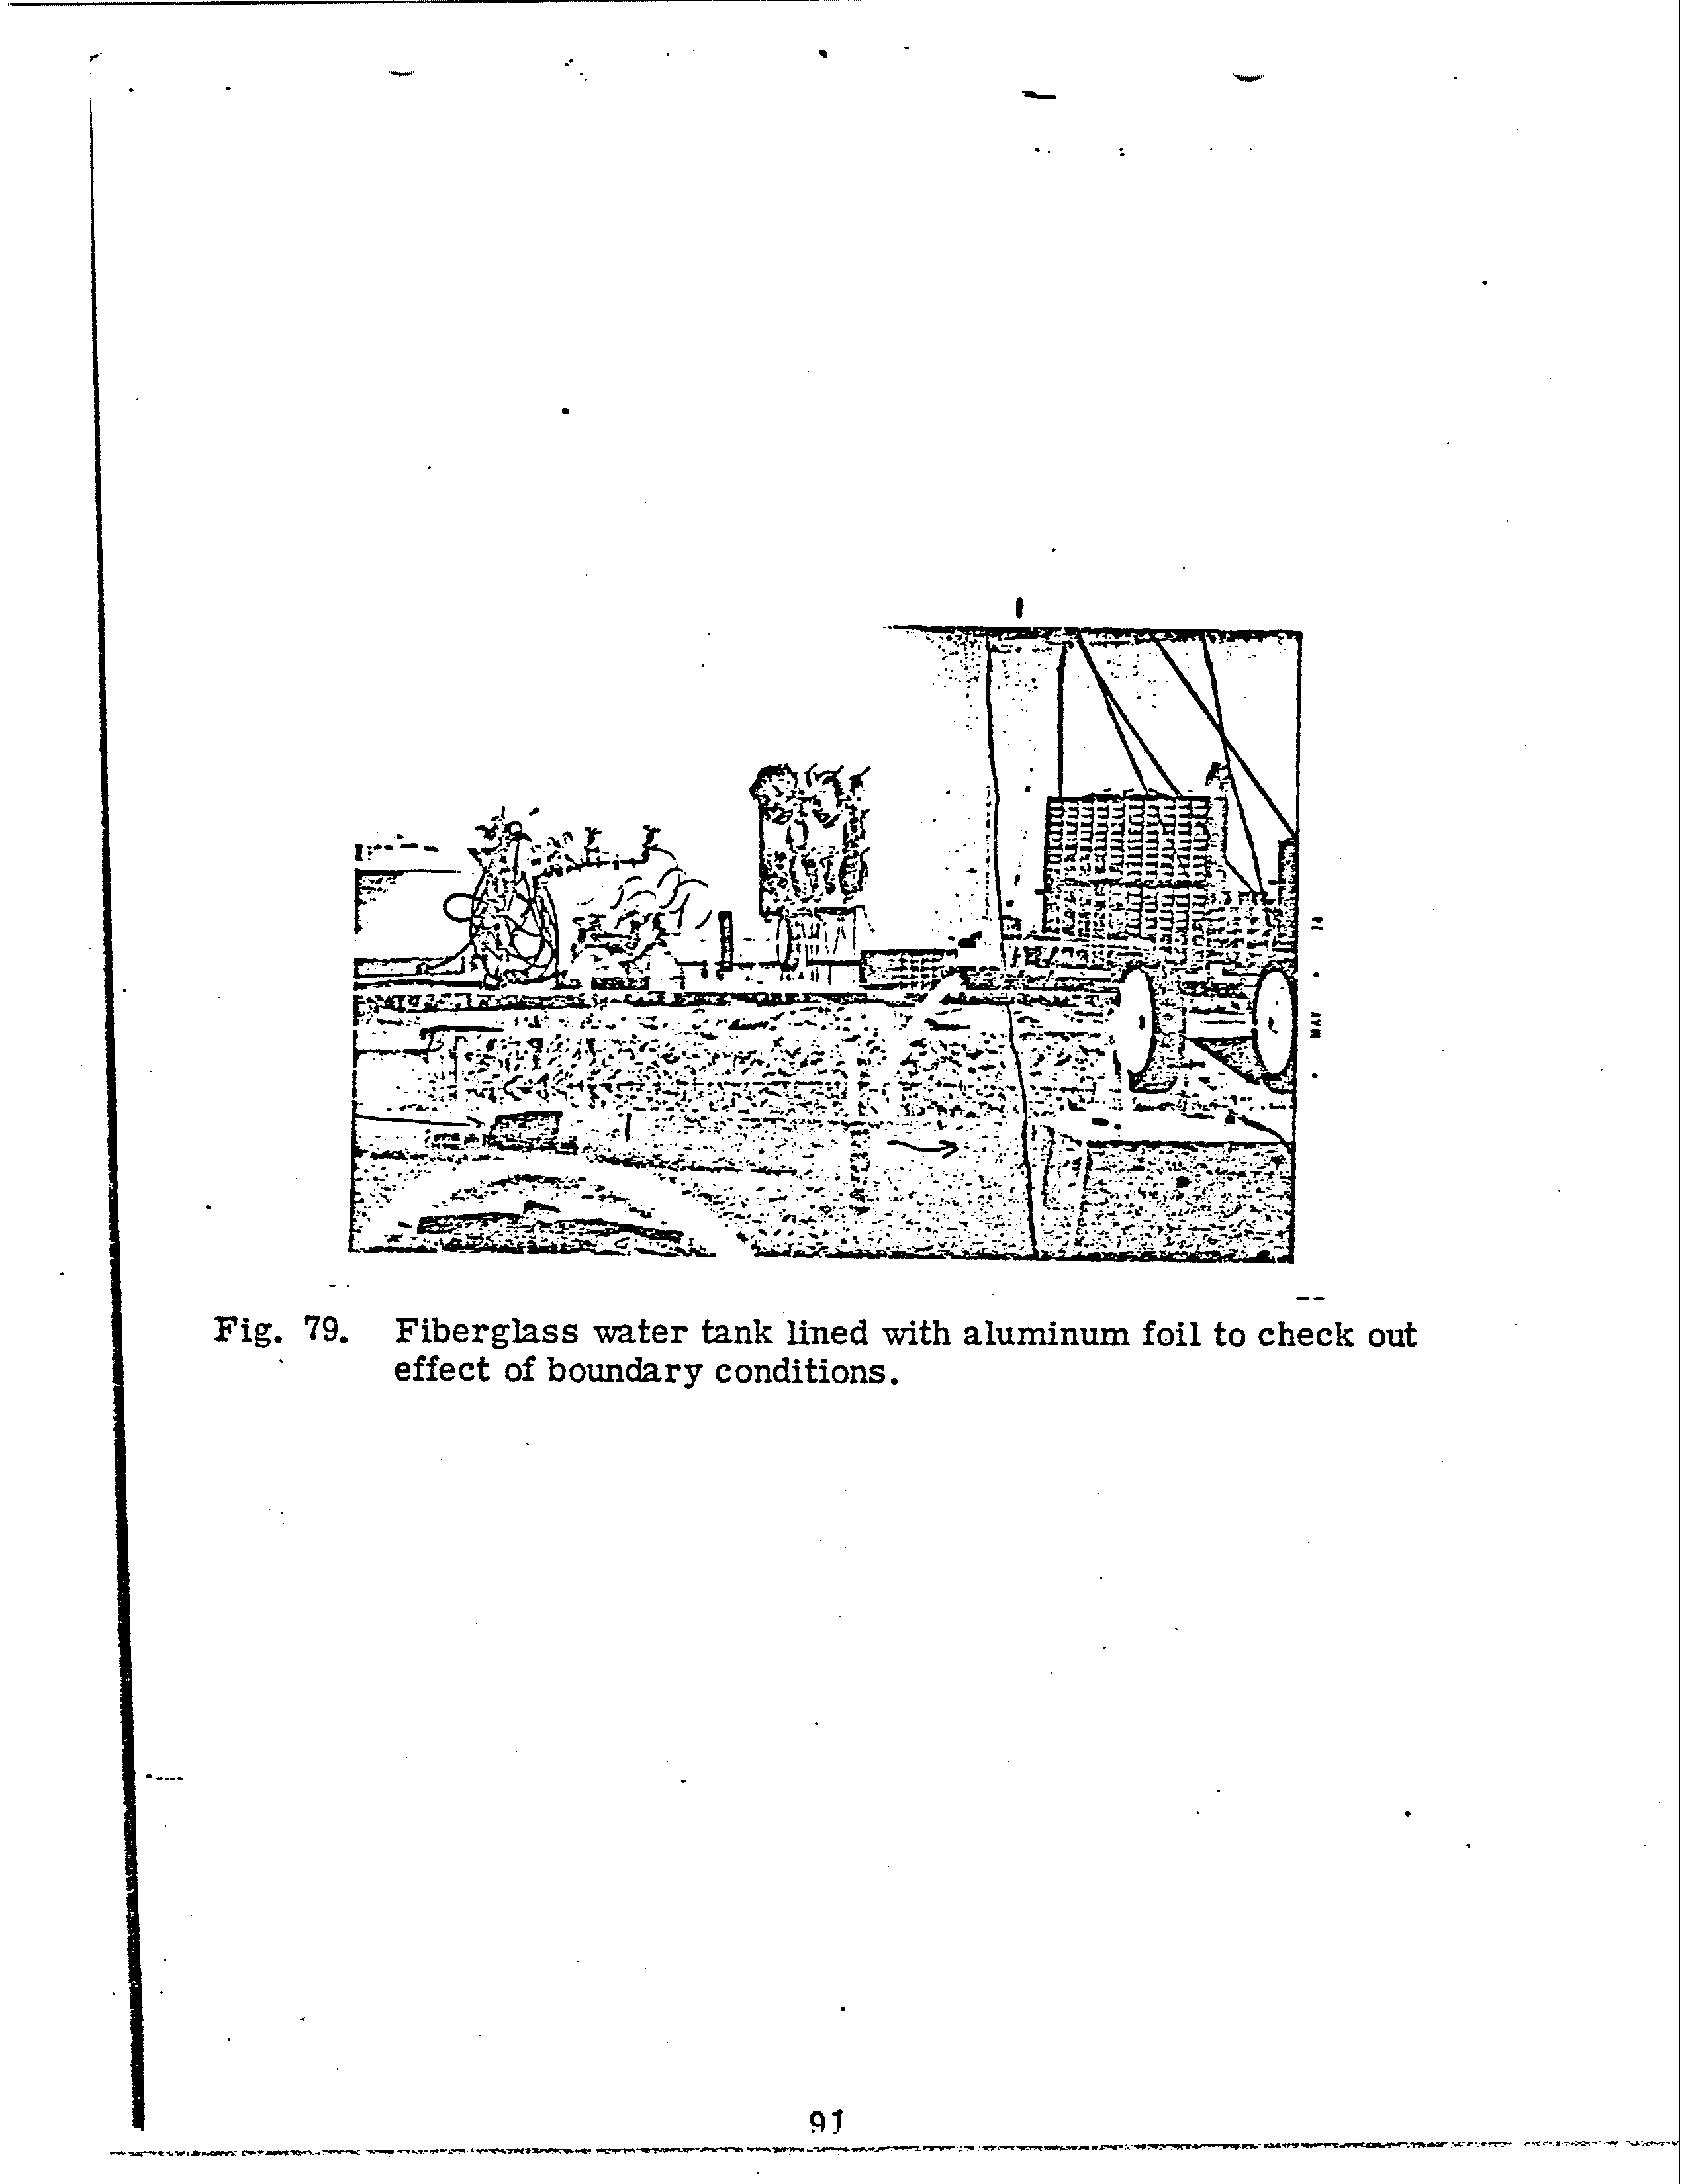 • MAY • 74
Fig. 79. Fiberglass water tank lined with aluminum foil to check out
effect of boundary conditions.
91